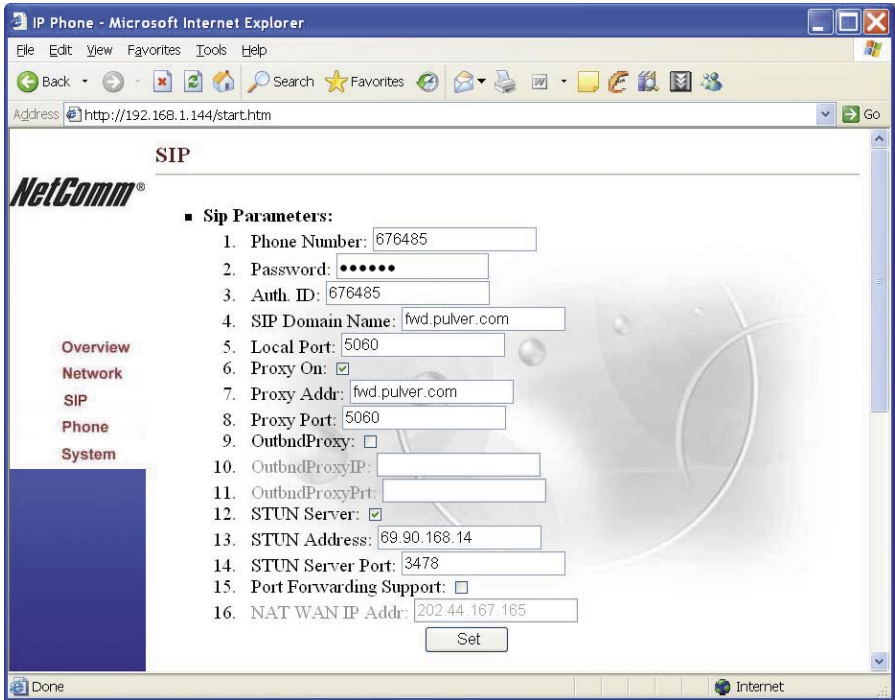 IP Phone - Microsoft Internet Explorer
File Edit View Favorites Tools Help
Back Search Favorites
Address http://192.168.1.144/start.htm Go
NetComm®
Overview
Network
SIP
Phone
System
SIP
Sip Parameters:
1. Phone Number: 676485
2. Password: ••••••
3. Auth. ID: 676485
4. SIP Domain Name: fwd.pulver.com
5. Local Port: 5060
6. Proxy On:
7. Proxy Addr: fwd.pulver.com
8. Proxy Port: 5060
9. OutbndProxy:
10. OutbndProxyIP:
11. OutbndProxyPrt:
12. STUN Server:
13. STUN Address: 69.90.168.14
14. STUN Server Port: 3478
15. Port Forwarding Support:
16. NAT WAN IP Addr: 202.44.167.165
Set
Done Internet